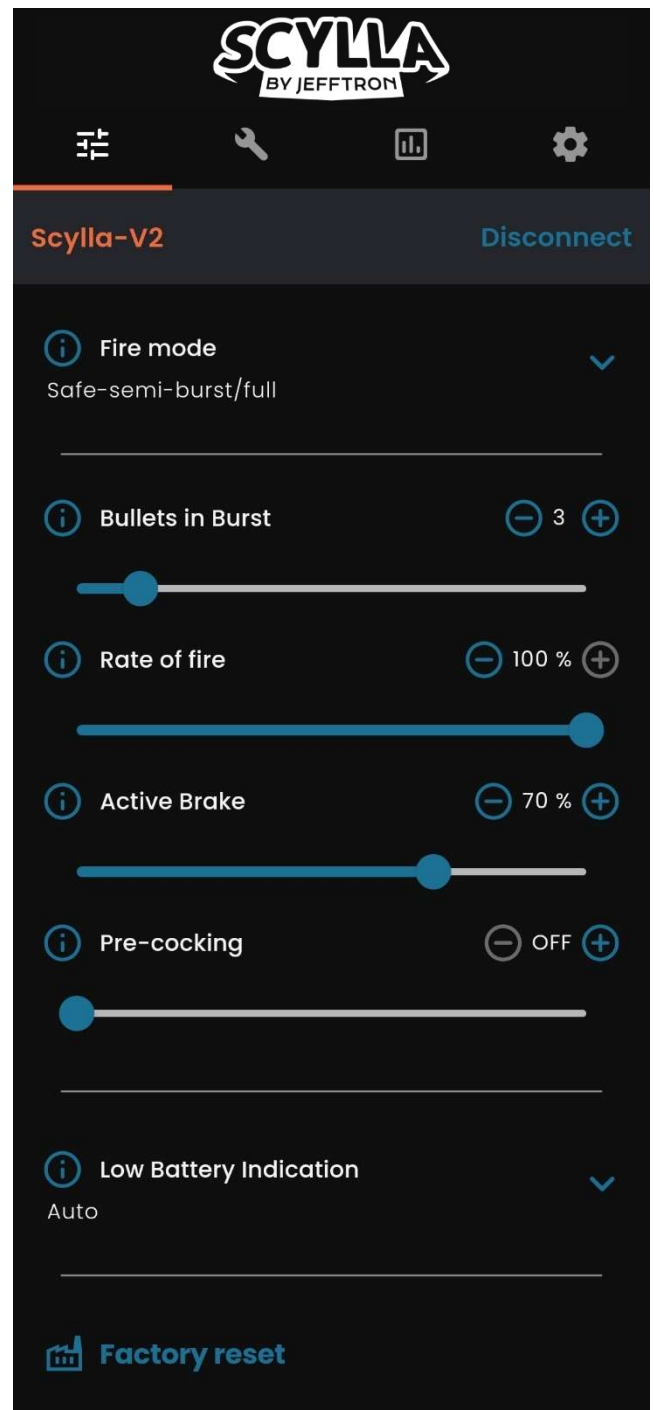 SCYLLA
BY JEFFTRON
Scylla-V2 Disconnect
Fire mode
Safe-semi-burst/full
Bullets in Burst 3
Rate of fire 100 %
Active Brake 70 %
Pre-cocking OFF
Low Battery Indication
Auto
Factory reset